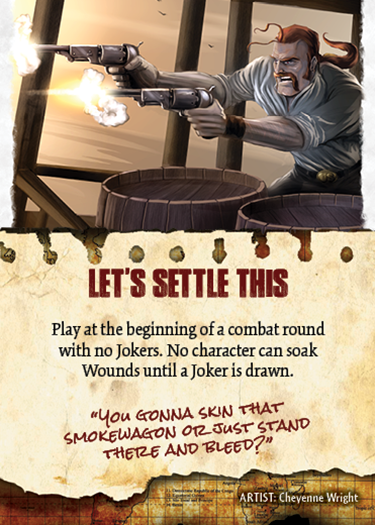 LET'S SETTLE THIS
Play at the beginning of a combat round
with no Jokers. No character can soak
Wounds until a Joker is drawn.
"YOU GONNA SKIN THAT
SMOKEWAGON OR JUST STAND
THERE AND BLEED?"
ARTIST: Cheyenne Wright